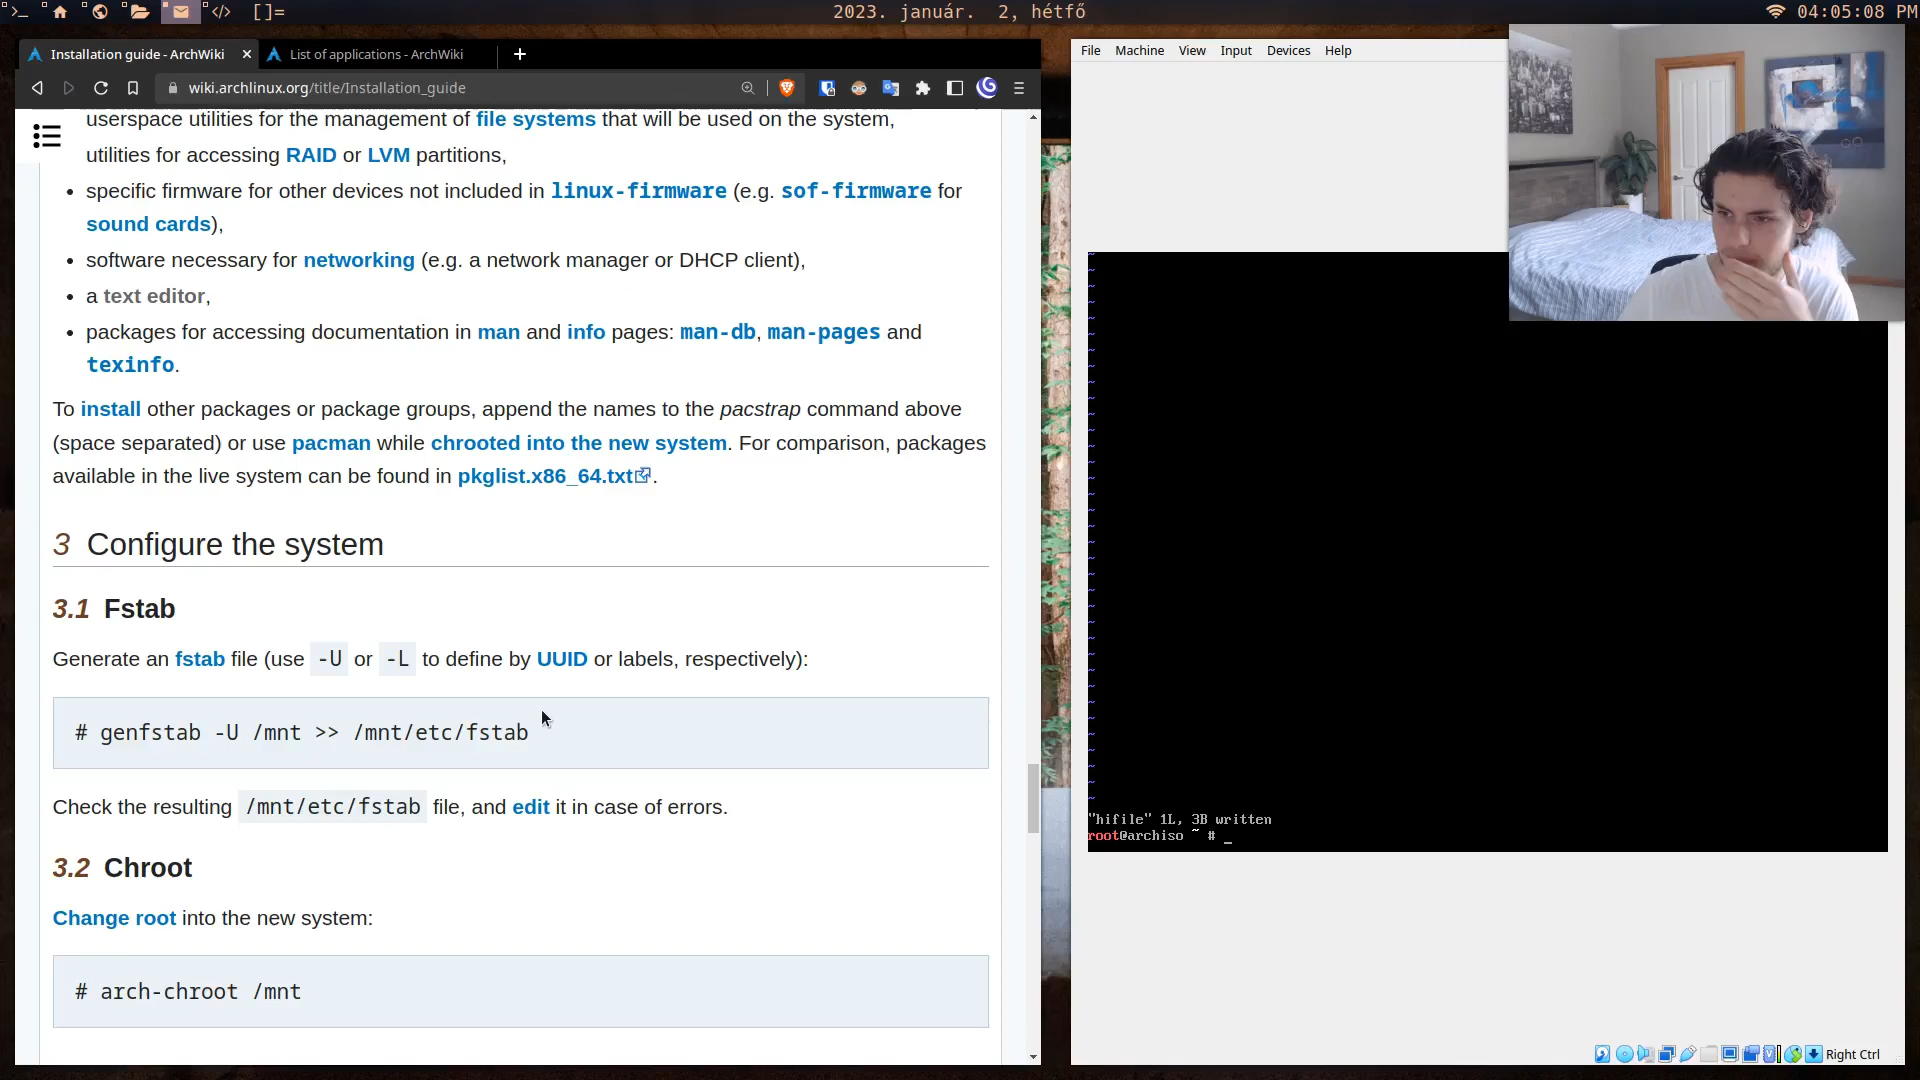 []=
2023. január.  2, hétfő
04:05:08 PM
Installation guide - ArchWiki
List of applications - ArchWiki
wiki.archlinux.org/title/Installation_guide
userspace utilities for the management of file systems that will be used on the system,
utilities for accessing RAID or LVM partitions,
specific firmware for other devices not included in linux-firmware (e.g. sof-firmware for
sound cards),
software necessary for networking (e.g. a network manager or DHCP client),
a text editor,
packages for accessing documentation in man and info pages: man-db, man-pages and
texinfo.
To install other packages or package groups, append the names to the pacstrap command above
(space separated) or use pacman while chrooted into the new system. For comparison, packages
available in the live system can be found in pkglist.x86_64.txt.
3 Configure the system
3.1 Fstab
Generate an fstab file (use -U or -L to define by UUID or labels, respectively):
# genfstab -U /mnt >> /mnt/etc/fstab
Check the resulting /mnt/etc/fstab file, and edit it in case of errors.
3.2 Chroot
Change root into the new system:
# arch-chroot /mnt
File Machine View Input Devices Help
"hifile" 1L, 3B written
root@archiso ~ # _
Right Ctrl